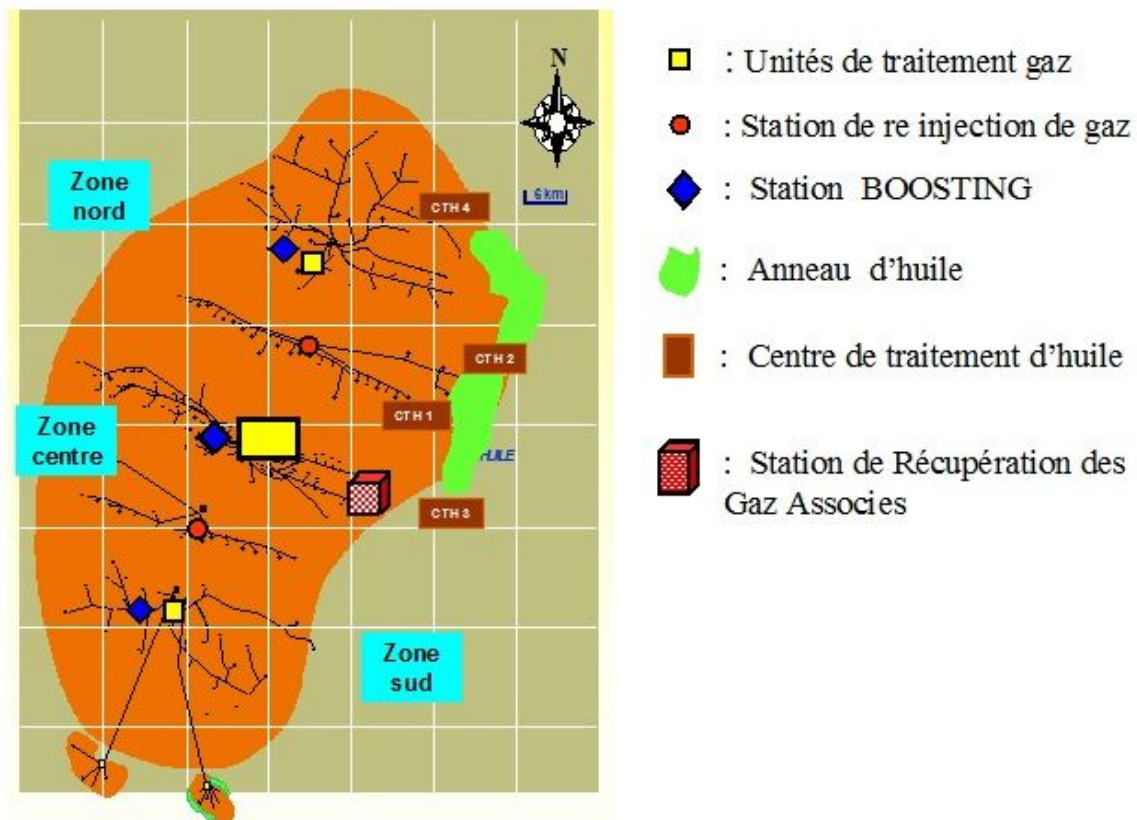 N
Zone
nord
6 km
CTH 4
CTH 2
CTH 1
Zone
centre
HUILE
CTH 3
Zone
sud
: Unités de traitement gaz
: Station de re injection de gaz
: Station BOOSTING
: Anneau d’huile
: Centre de traitement d’huile
: Station de Récupération des
Gaz Associes